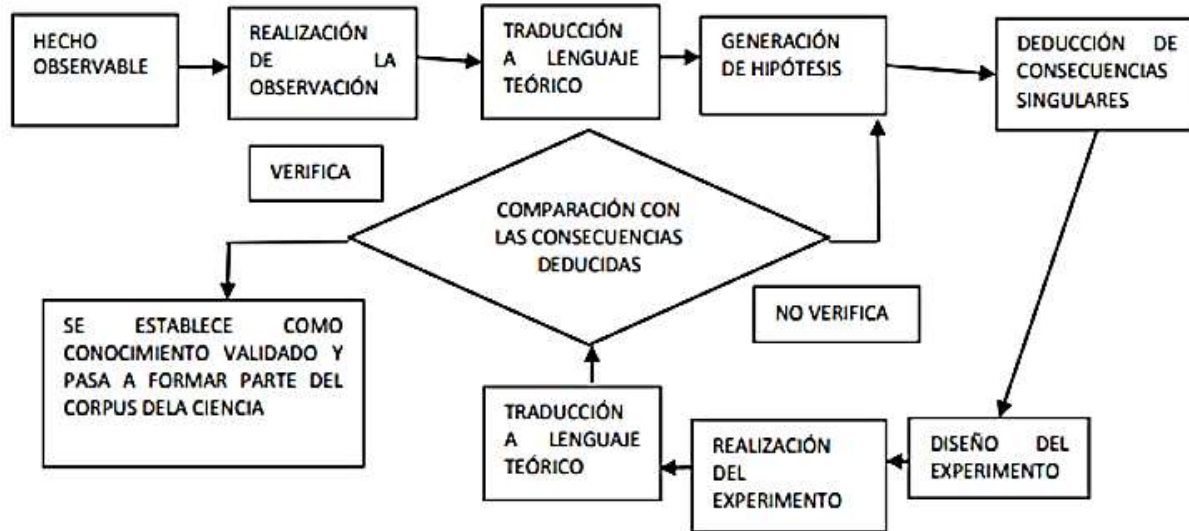 HECHO
OBSERVABLE
REALIZACIÓN
DE LA
OBSERVACIÓN
TRADUCCIÓN
A LENGUAJE
TEÓRICO
GENERACIÓN
DE HIPÓTESIS
DEDUCCIÓN DE
CONSECUENCIAS
SINGULARES
VERIFICA
COMPARACIÓN CON
LAS CONSECUENCIAS
DEDUCIDAS
NO VERIFICA
SE ESTABLECE COMO
CONOCIMIENTO VALIDADO Y
PASA A FORMAR PARTE DEL
CORPUS DELA CIENCIA
TRADUCCIÓN
A LENGUAJE
TEÓRICO
REALIZACIÓN
DEL
EXPERIMENTO
DISEÑO DEL
EXPERIMENTO